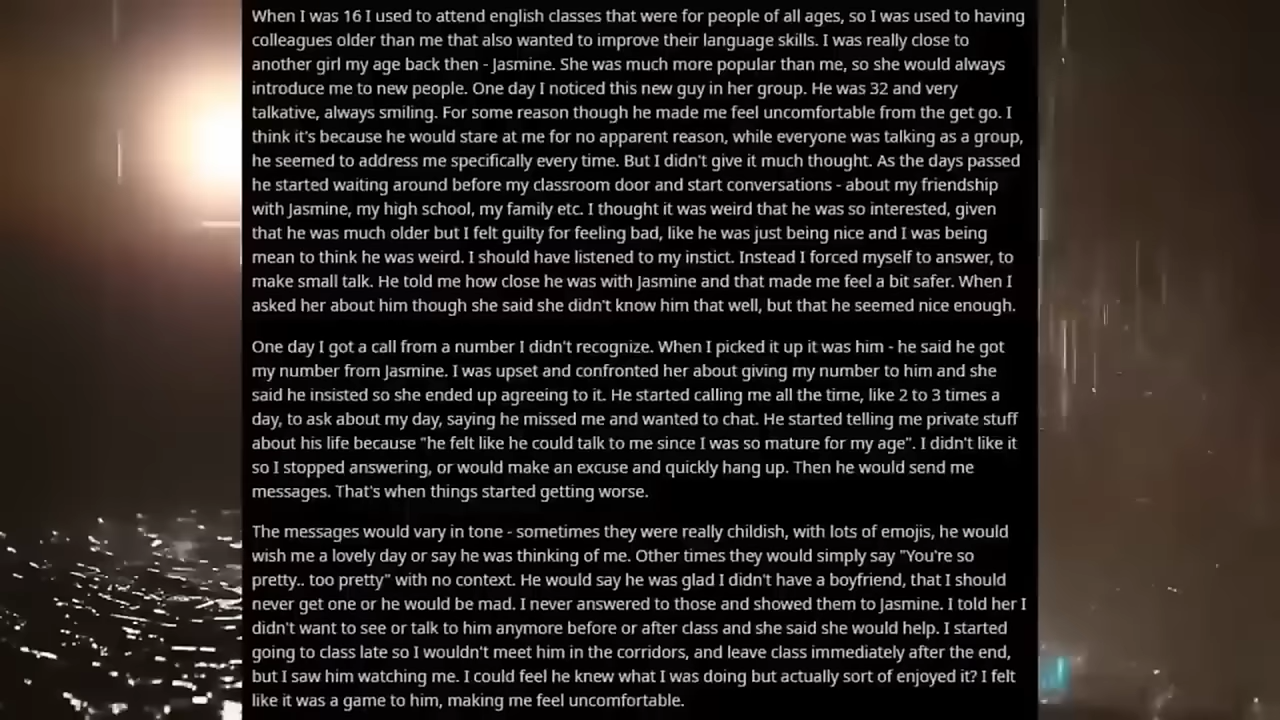 When I was 16 I used to attend english classes that were for people of all ages, so I was used to having
colleagues older than me that also wanted to improve their language skills. I was really close to
another girl my age back then - Jasmine. She was much more popular than me, so she would always
introduce me to new people. One day I noticed this new guy in her group. He was 32 and very
talkative, always smiling. For some reason though he made me feel uncomfortable from the get go. I
think it's because he would stare at me for no apparent reason, while everyone was talking as a group,
he seemed to address me specifically every time. But I didn't give it much thought. As the days passed
he started waiting around before my classroom door and start conversations - about my friendship
with Jasmine, my high school, my family etc. I thought it was weird that he was so interested, given
that he was much older but I felt guilty for feeling bad, like he was just being nice and I was being
mean to think he was weird. I should have listened to my instict. Instead I forced myself to answer, to
make small talk. He told me how close he was with Jasmine and that made me feel a bit safer. When I
asked her about him though she said she didn't know him that well, but that he seemed nice enough.
One day I got a call from a number I didn't recognize. When I picked it up it was him - he said he got
my number from Jasmine. I was upset and confronted her about giving my number to him and she
said he insisted so she ended up agreeing to it. He started calling me all the time, like 2 to 3 times a
day, to ask about my day, saying he missed me and wanted to chat. He started telling me private stuff
about his life because "he felt like he could talk to me since I was so mature for my age". I didn't like it
so I stopped answering, or would make an excuse and quickly hang up. Then he would send me
messages. That's when things started getting worse.
The messages would vary in tone - sometimes they were really childish, with lots of emojis, he would
wish me a lovely day or say he was thinking of me. Other times they would simply say "You're so
pretty.. too pretty" with no context. He would say he was glad I didn't have a boyfriend, that I should
never get one or he would be mad. I never answered to those and showed them to Jasmine. I told her I
didn't want to see or talk to him anymore before or after class and she said she would help. I started
going to class late so I wouldn't meet him in the corridors, and leave class immediately after the end,
but I saw him watching me. I could feel he knew what I was doing but actually sort of enjoyed it? I felt
like it was a game to him, making me feel uncomfortable.